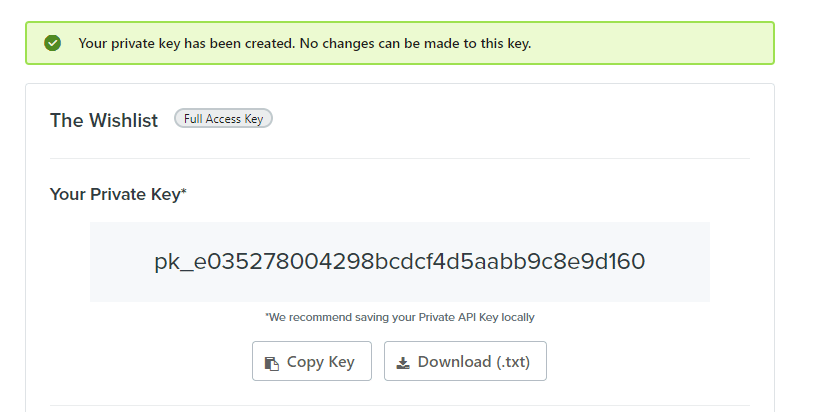 Your private key has been created. No changes can be made to this key.
The Wishlist Full Access Key
Your Private Key*
pk_e035278004298bcdcf4d5aabb9c8e9d160
*We recommend saving your Private API Key locally
Copy Key Download (.txt)